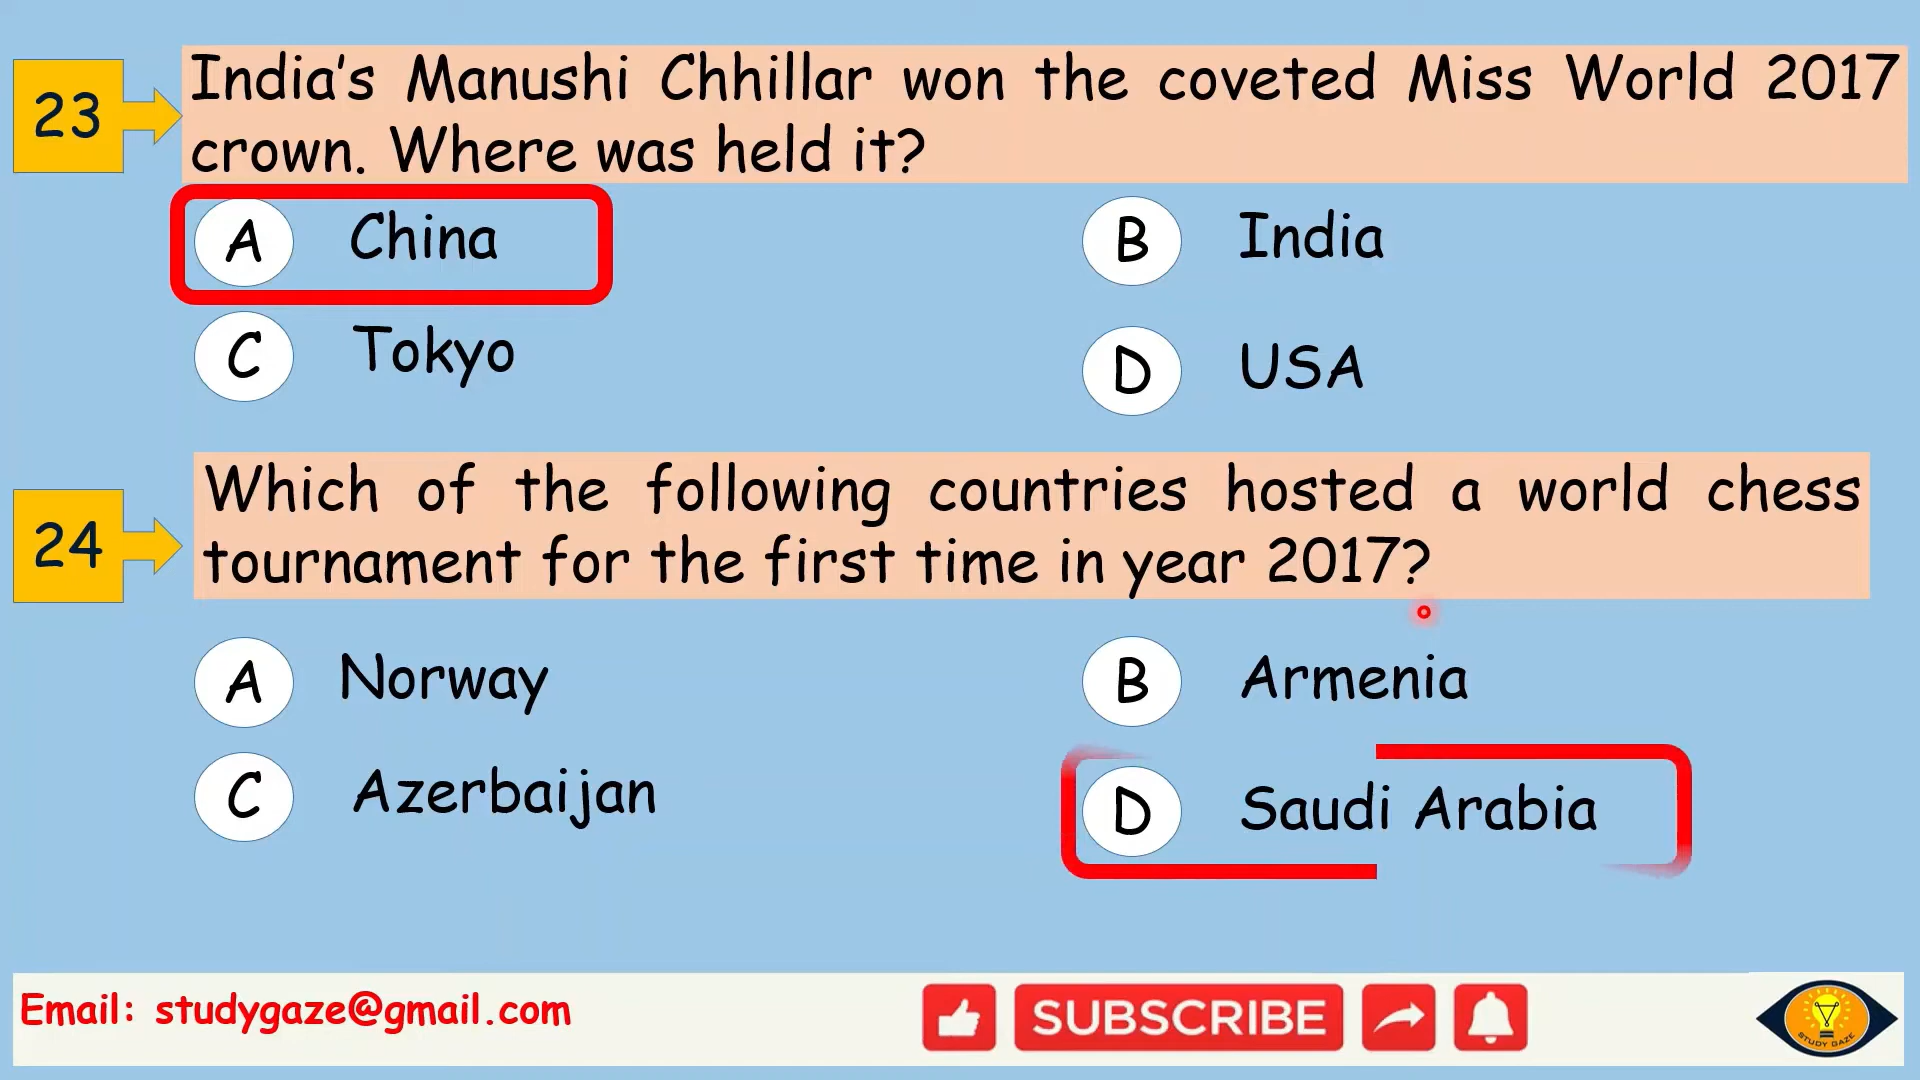 23
India's Manushi Chhillar won the coveted Miss World 2017
crown. Where was held it?
A China
B India
C Tokyo
D USA
24
Which of the following countries hosted a world chess
tournament for the first time in year 2017?
A Norway
B Armenia
C Azerbaijan
D Saudi Arabia
Email: studygaze@gmail.com
SUBSCRIBE
STUDY GAZE